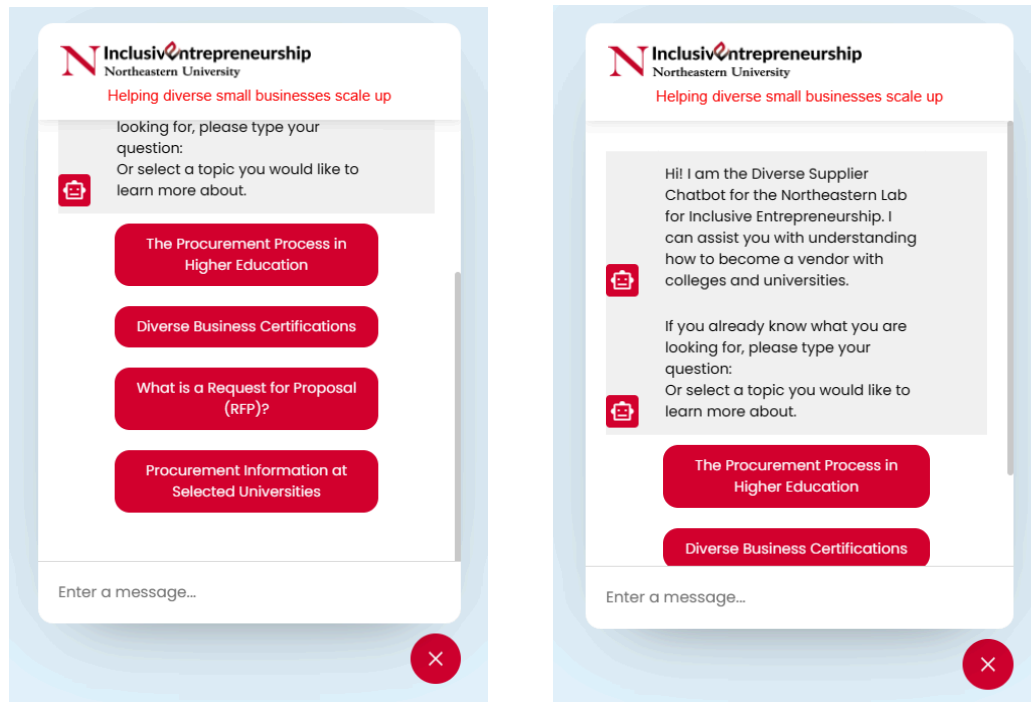 InclusivEntrepreneurship
Northeastern University
Helping diverse small businesses scale up
looking for, please type your
question:
Or select a topic you would like to
learn more about.
The Procurement Process in
Higher Education
Diverse Business Certifications
What is a Request for Proposal
(RFP)?
Procurement Information at
Selected Universities
Enter a message...
N
InclusivEntrepreneurship
Northeastern University
Helping diverse small businesses scale up
Hi! I am the Diverse Supplier
Chatbot for the Northeastern Lab
for Inclusive Entrepreneurship. I
can assist you with understanding
how to become a vendor with
colleges and universities.
If you already know what you are
looking for, please type your
question:
Or select a topic you would like to
learn more about.
The Procurement Process in
Higher Education
Diverse Business Certifications
Enter a message...